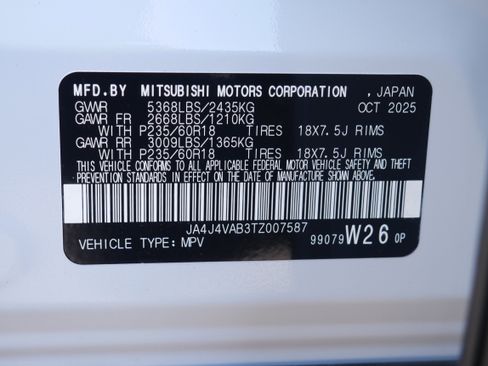 MFD.BY MITSUBISHI MOTORS CORPORATION , JAPAN
GVWR 5368LBS/2435KG OCT 2025
GAWR FR 2668LBS/1210KG
WITH P235/60R18 TIRES 18X7.5J RIMS
GAWR RR 3009LBS/1365KG
WITH P235/60R18 TIRES 18X7.5J RIMS
THIS VEHICLE CONFORMS TO ALL APPLICABLE FEDERAL MOTOR VEHICLE SAFETY AND THEFT
PREVENTION STANDARDS IN EFFECT ON THE DATE OF MANUFACTURE SHOWN ABOVE.
JA4J4VAB3TZ007587
VEHICLE TYPE: MPV 99079 W26 0P